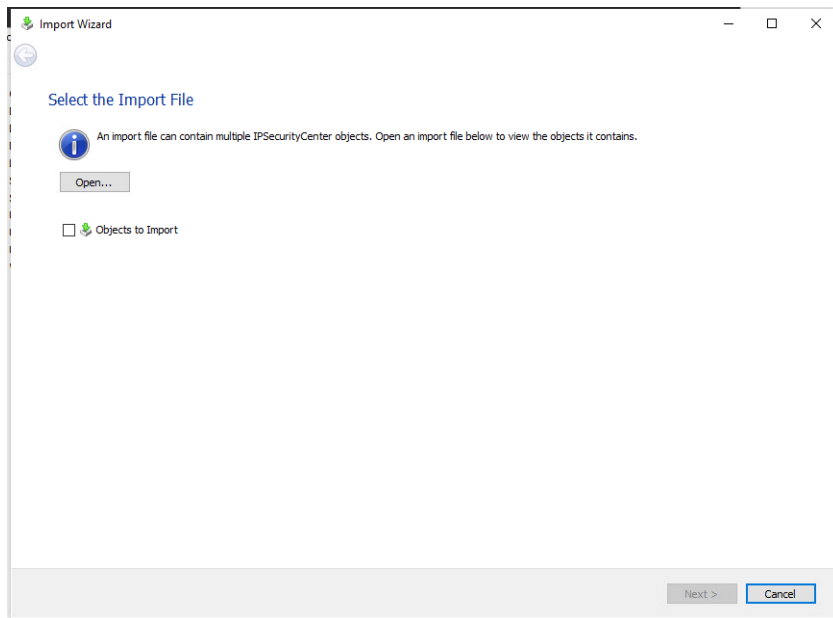 Import Wizard
Select the Import File
An import file can contain multiple IPSecurityCenter objects. Open an import file below to view the objects it contains.
Open...
Objects to Import
Next >
Cancel